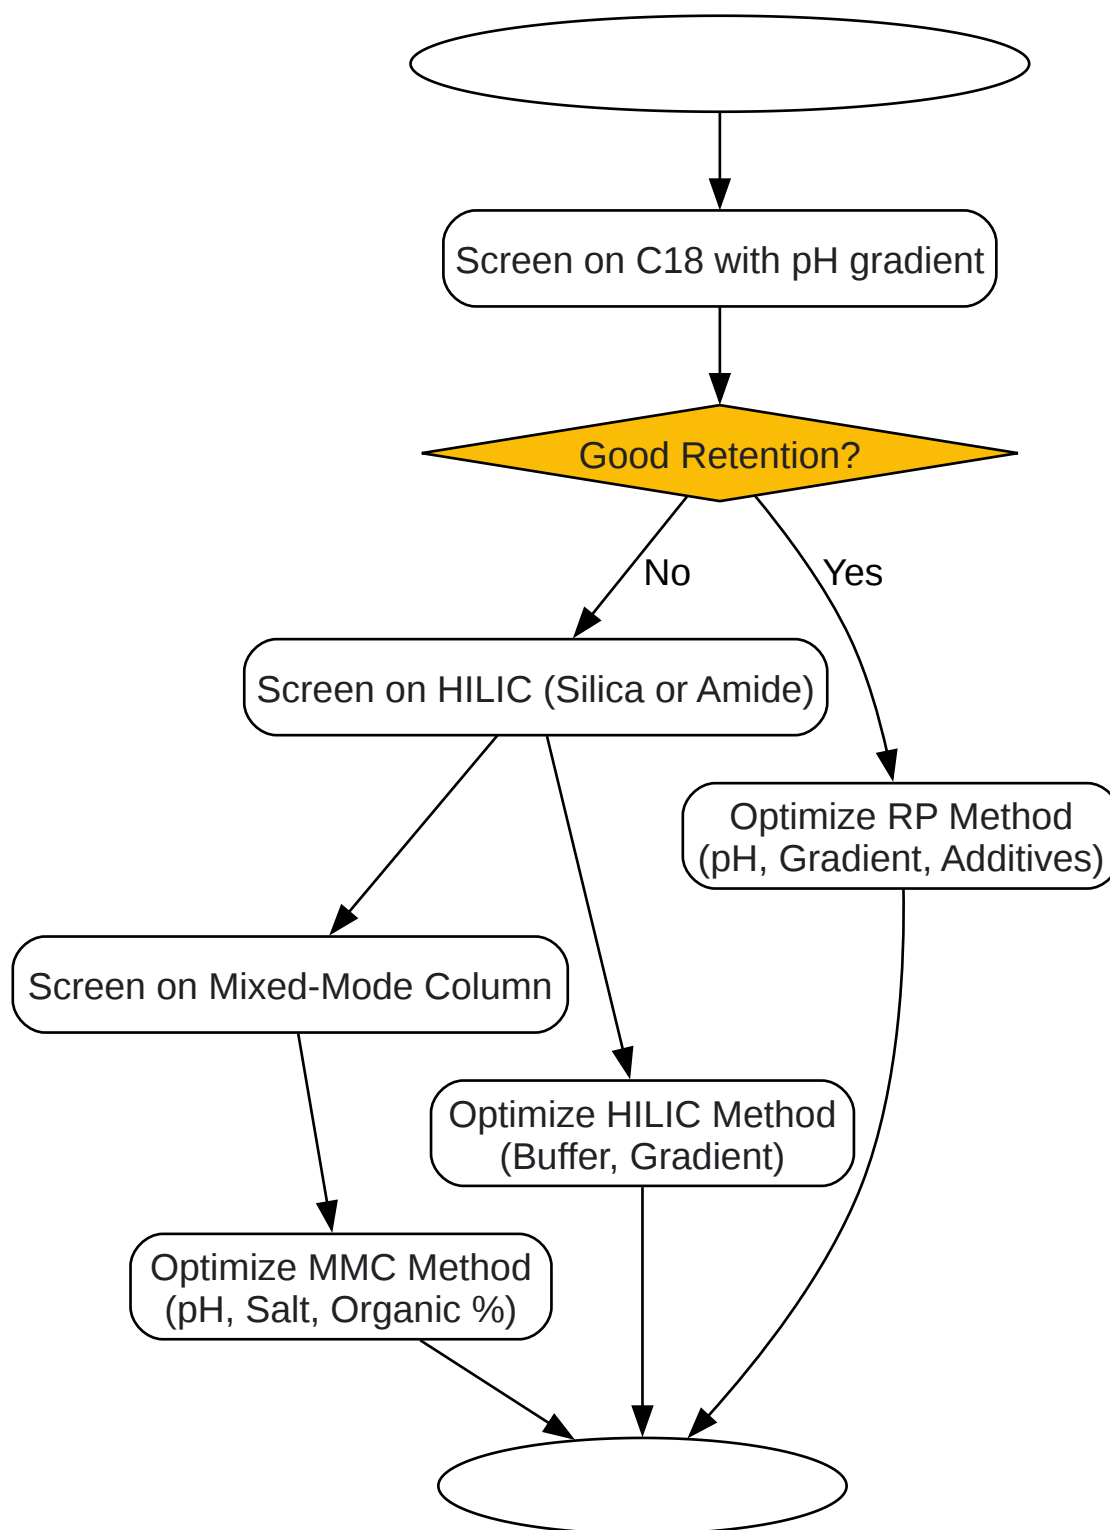 Screen on C18 with pH gradient
Good Retention?
No
Yes
Screen on HILIC (Silica or Amide)
Optimize RP Method
(pH, Gradient, Additives)
Screen on Mixed-Mode Column
Optimize HILIC Method
(Buffer, Gradient)
Optimize MMC Method
(pH, Salt, Organic %)